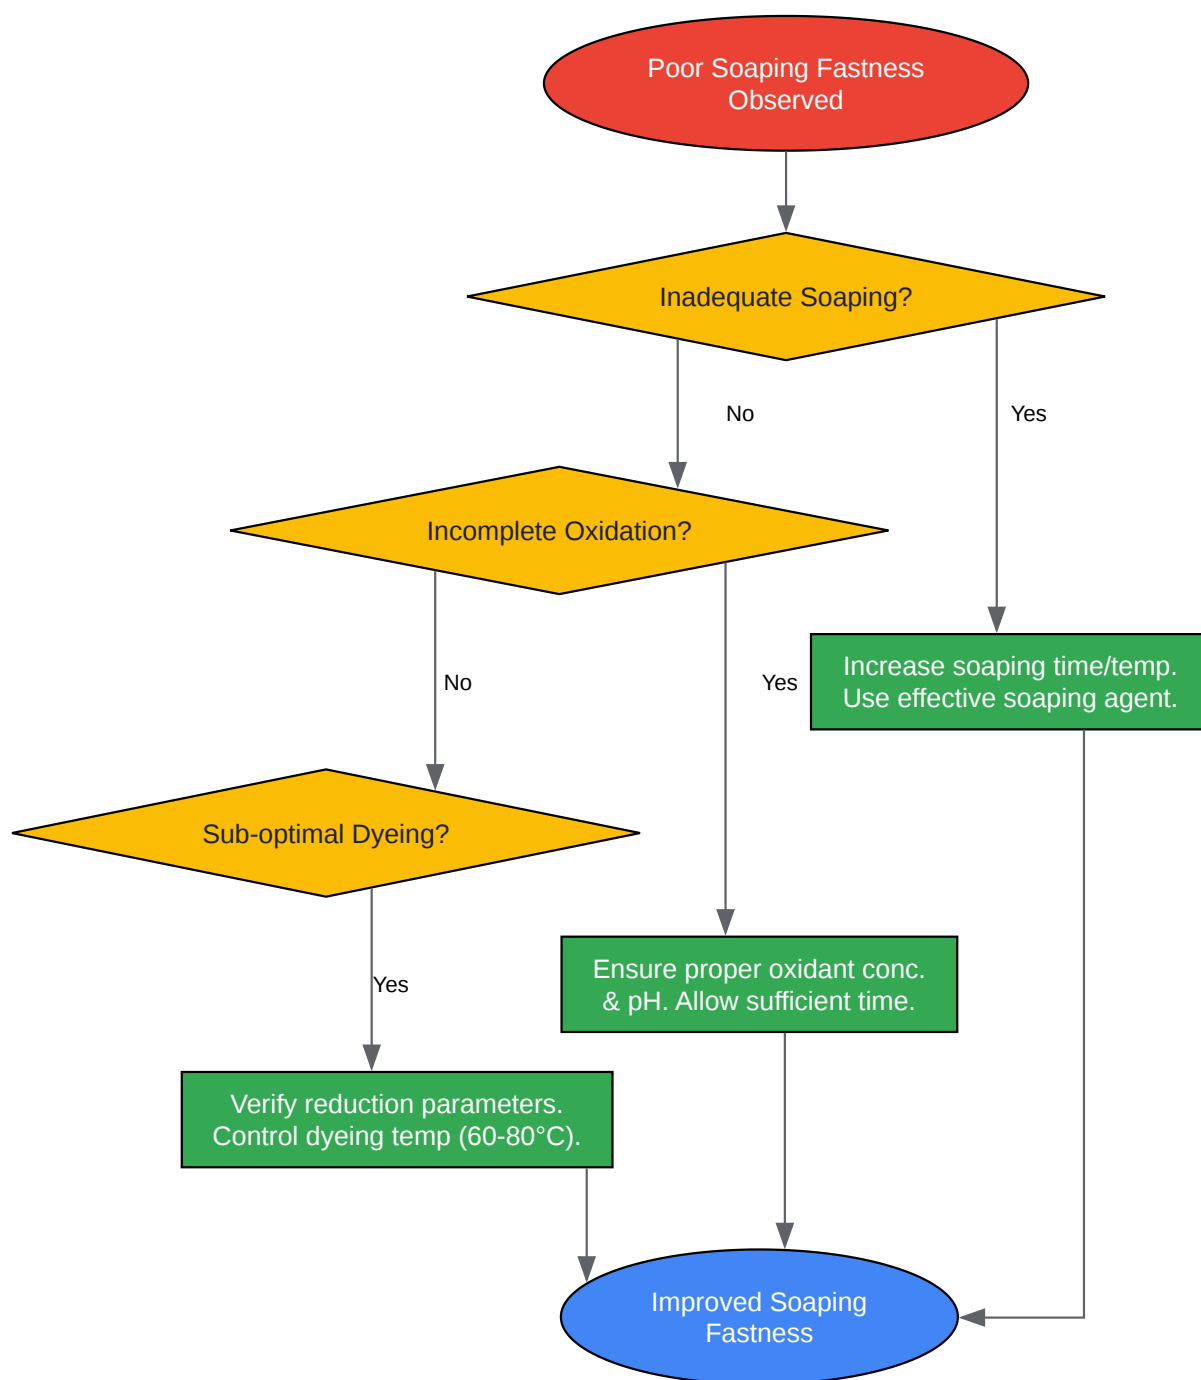 Poor Soaping Fastness
Observed
Inadequate Soaping?
No
Yes
Incomplete Oxidation?
No
Yes
Increase soaping time/temp.
Use effective soaping agent.
Sub-optimal Dyeing?
Yes
Ensure proper oxidant conc.
& pH. Allow sufficient time.
Verify reduction parameters.
Control dyeing temp (60-80°C).
Improved Soaping
Fastness